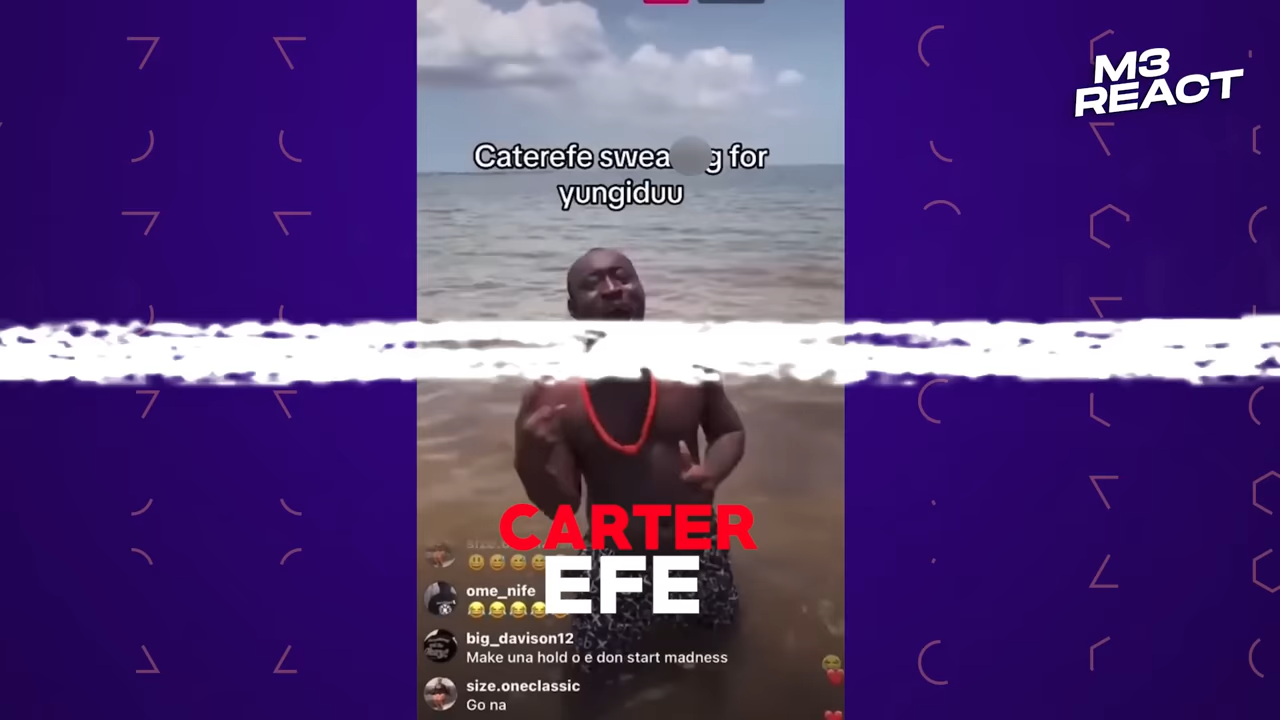 M3
REACT
Caterefe swea g for
yungiduu
CARTER
EFE
😃😅😅😅
ome_nife
😂😂😂😂
big_davison12
Make una hold o e don start madness
size.oneclassic
Go na